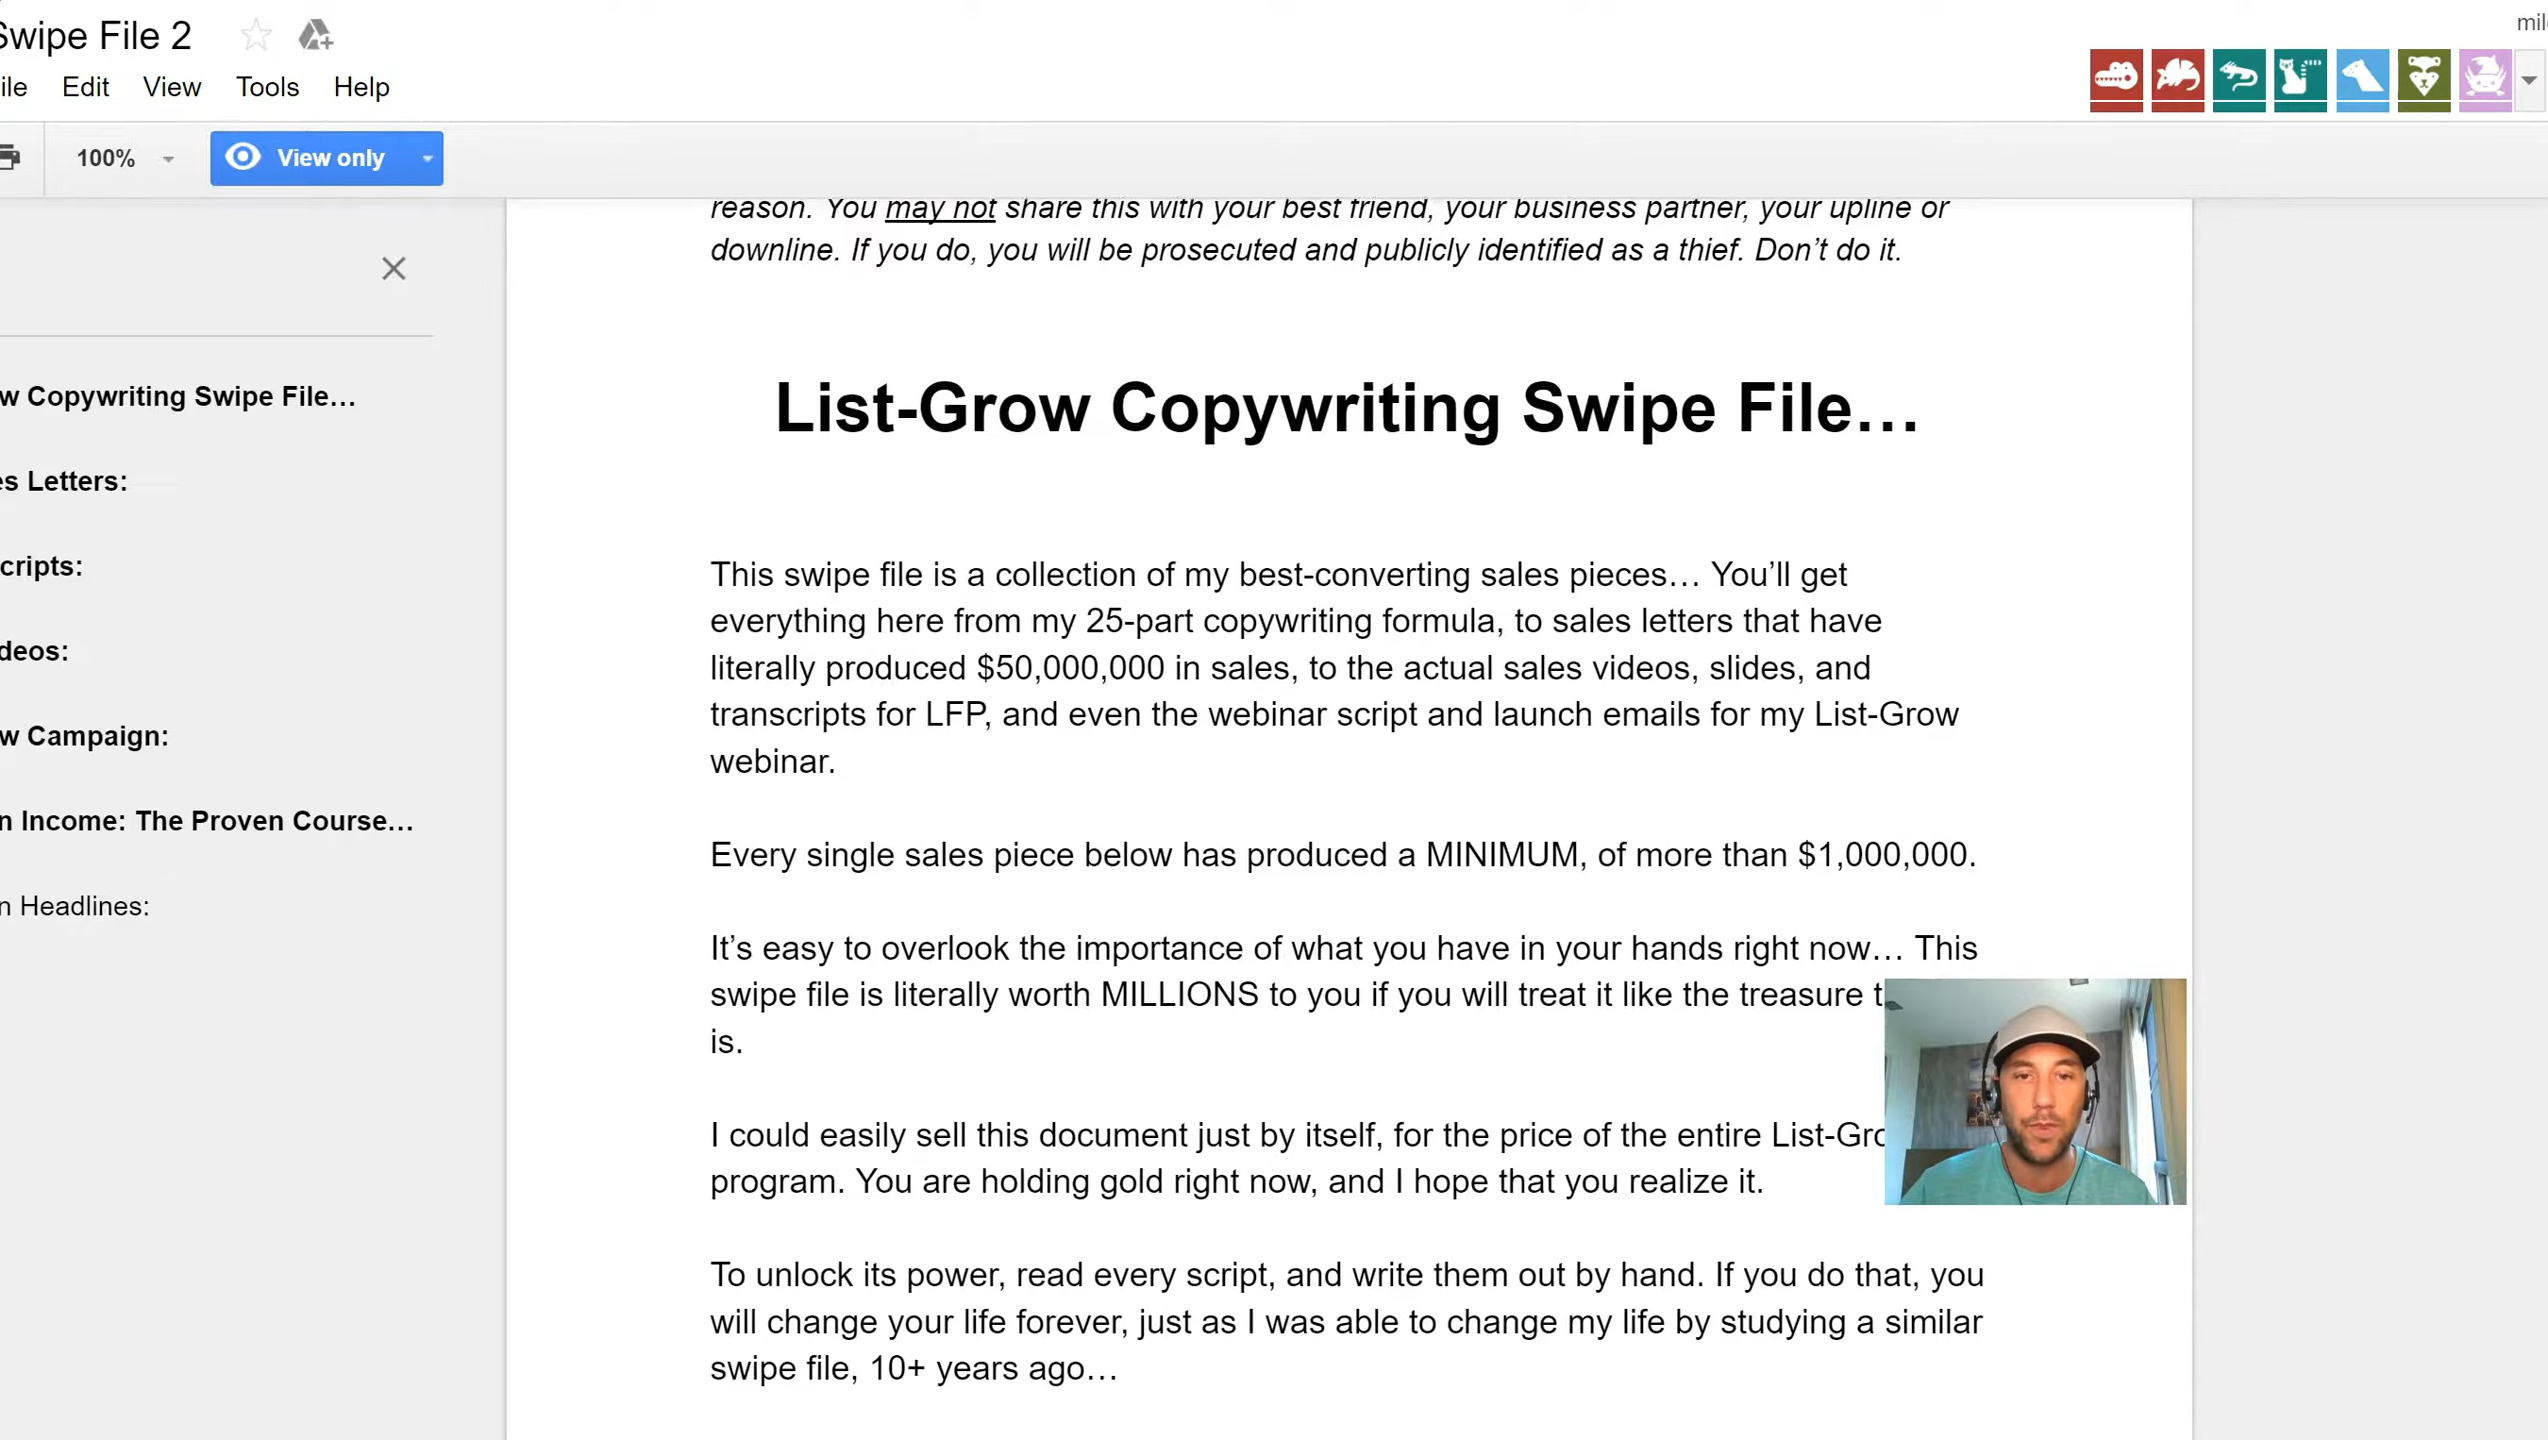 Swipe File 2
mil
ile Edit View Tools Help
100% View only
reason. You may not share this with your best friend, your business partner, your upline or
downline. If you do, you will be prosecuted and publicly identified as a thief. Don’t do it.
w Copywriting Swipe File…
es Letters:
cripts:
deos:
w Campaign:
n Income: The Proven Course…
n Headlines:
List-Grow Copywriting Swipe File…
This swipe file is a collection of my best-converting sales pieces… You’ll get
everything here from my 25-part copywriting formula, to sales letters that have
literally produced $50,000,000 in sales, to the actual sales videos, slides, and
transcripts for LFP, and even the webinar script and launch emails for my List-Grow
webinar.
Every single sales piece below has produced a MINIMUM, of more than $1,000,000.
It’s easy to overlook the importance of what you have in your hands right now… This
swipe file is literally worth MILLIONS to you if you will treat it like the treasure t
is.
I could easily sell this document just by itself, for the price of the entire List-Gro
program. You are holding gold right now, and I hope that you realize it.
To unlock its power, read every script, and write them out by hand. If you do that, you
will change your life forever, just as I was able to change my life by studying a similar
swipe file, 10+ years ago…